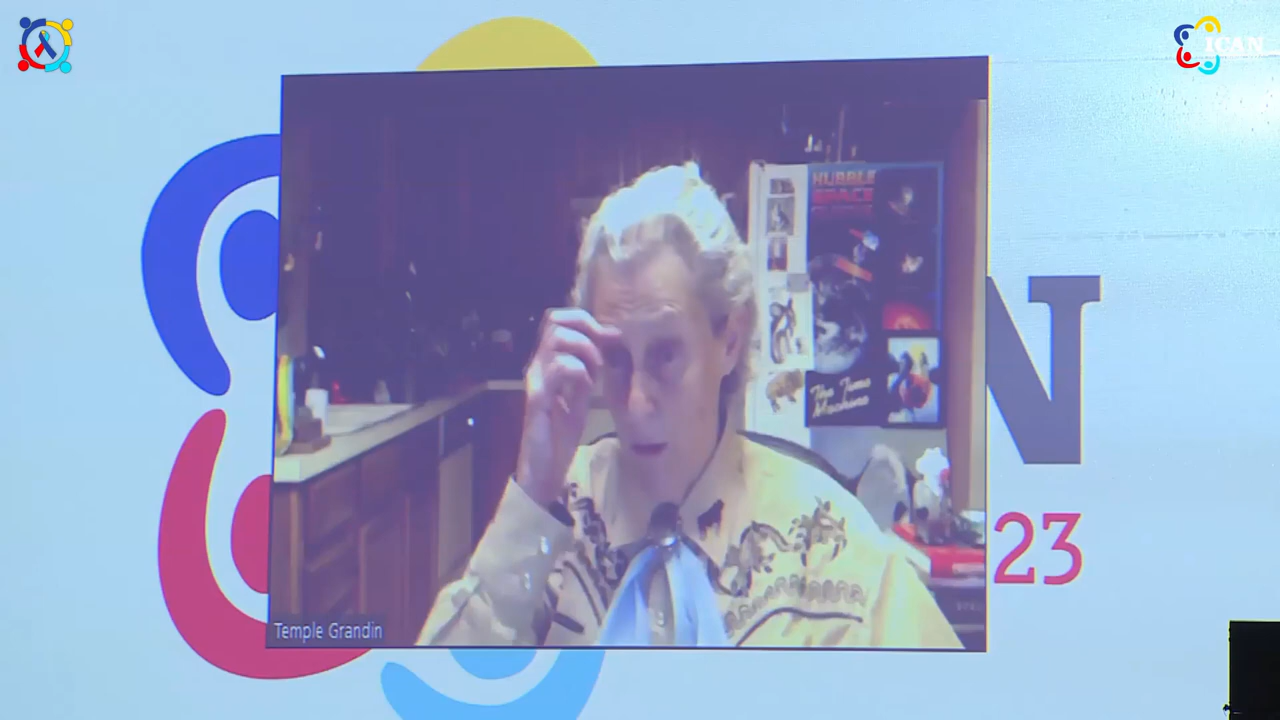 ICAN
HUBBLE
SPACE
The Time
Machine
N
23
Temple Grandin